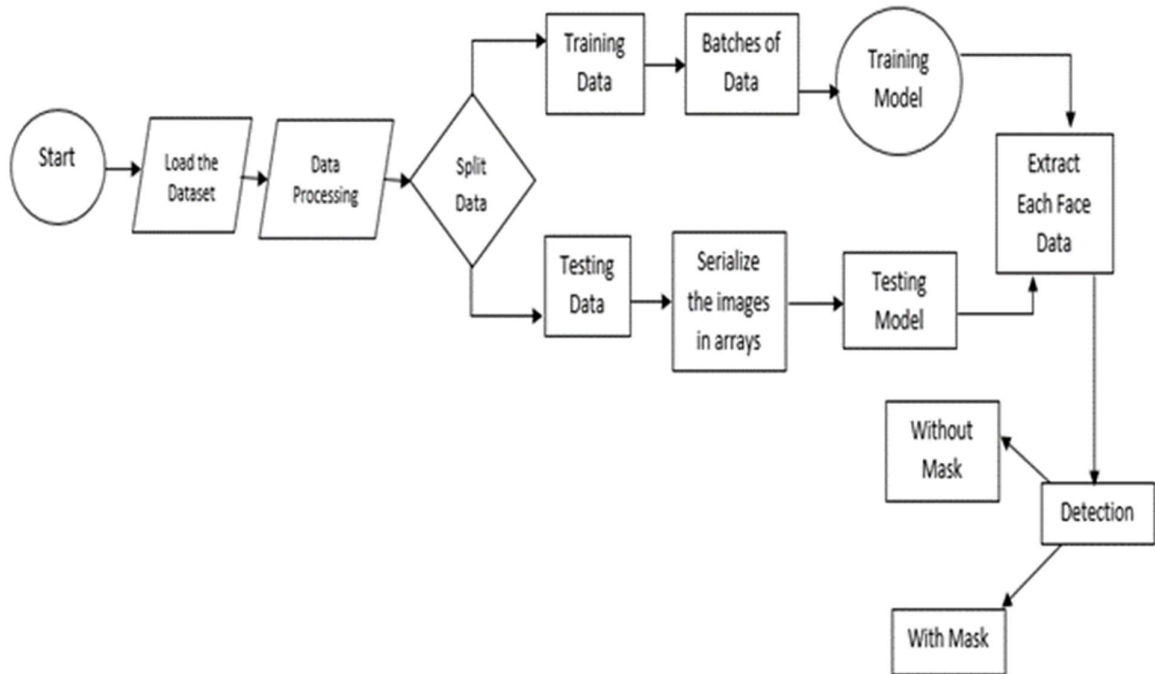 Start
Load the
Dataset
Data
Processing
Split
Data
Training
Data
Batches of
Data
Training
Model
Testing
Data
Serialize
the images
in arrays
Testing
Model
Extract
Each Face
Data
Detection
Without
Mask
With Mask